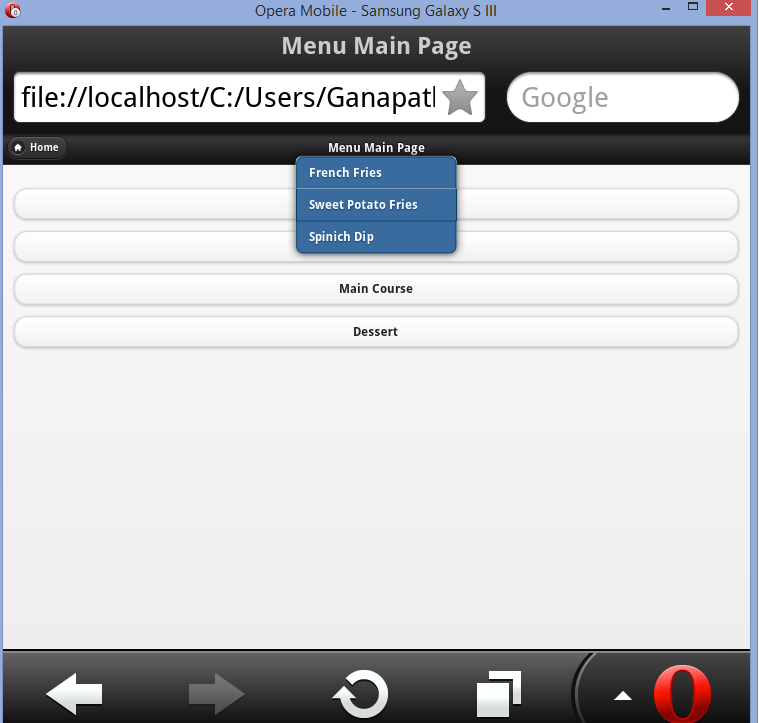 Opera Mobile - Samsung Galaxy S III
Menu Main Page
file://localhost/C:/Users/Ganapatl
Google
Home
Menu Main Page
French Fries
Sweet Potato Fries
Spinich Dip
Main Course
Dessert